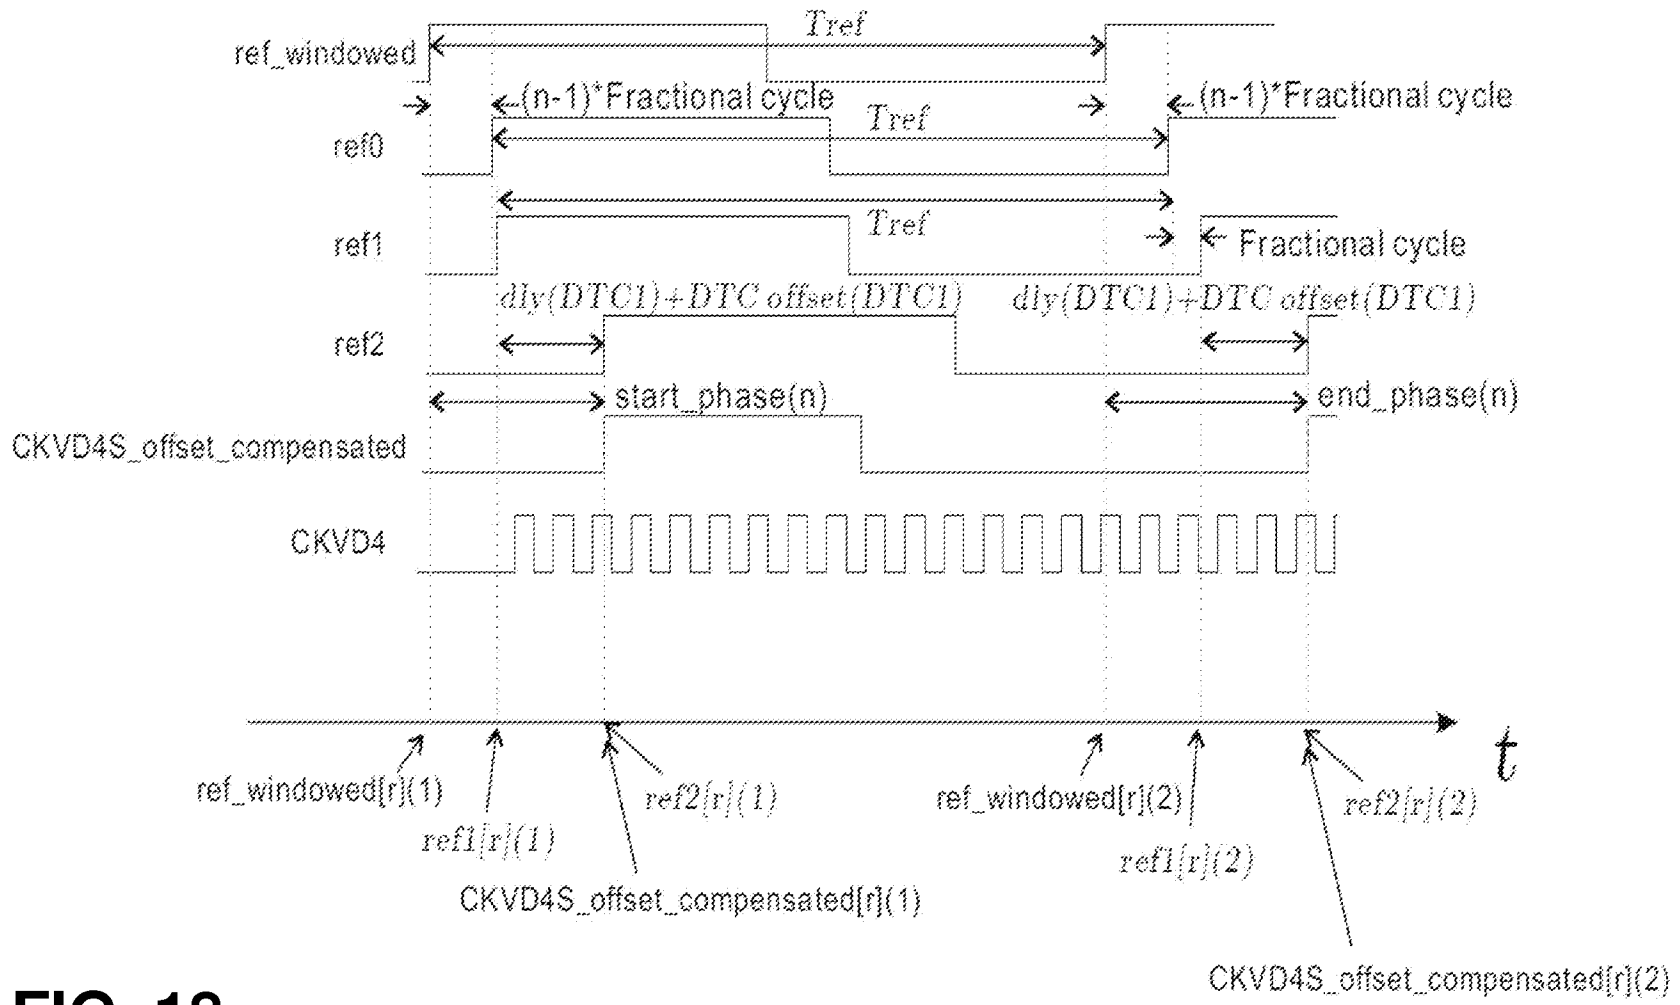 Tref
ref_windowed
(n-1)*Fractional cycle
(n-1)*Fractional cycle
Tref
ref0
Tref
ref1
Fractional cycle
dly(DTC1)+DTC offset(DTC1)
dly(DTC1)+DTC offset(DTC1)
ref2
start_phase(n)
end_phase(n)
CKVD4S_offset_compensated
CKVD4
t
ref_windowed[r](1)
ref2[r](1)
ref_windowed[r](2)
ref2[r](2)
ref1[r](1)
ref1[r](2)
CKVD4S_offset_compensated[r](1)
CKVD4S_offset_compensated[r](2)